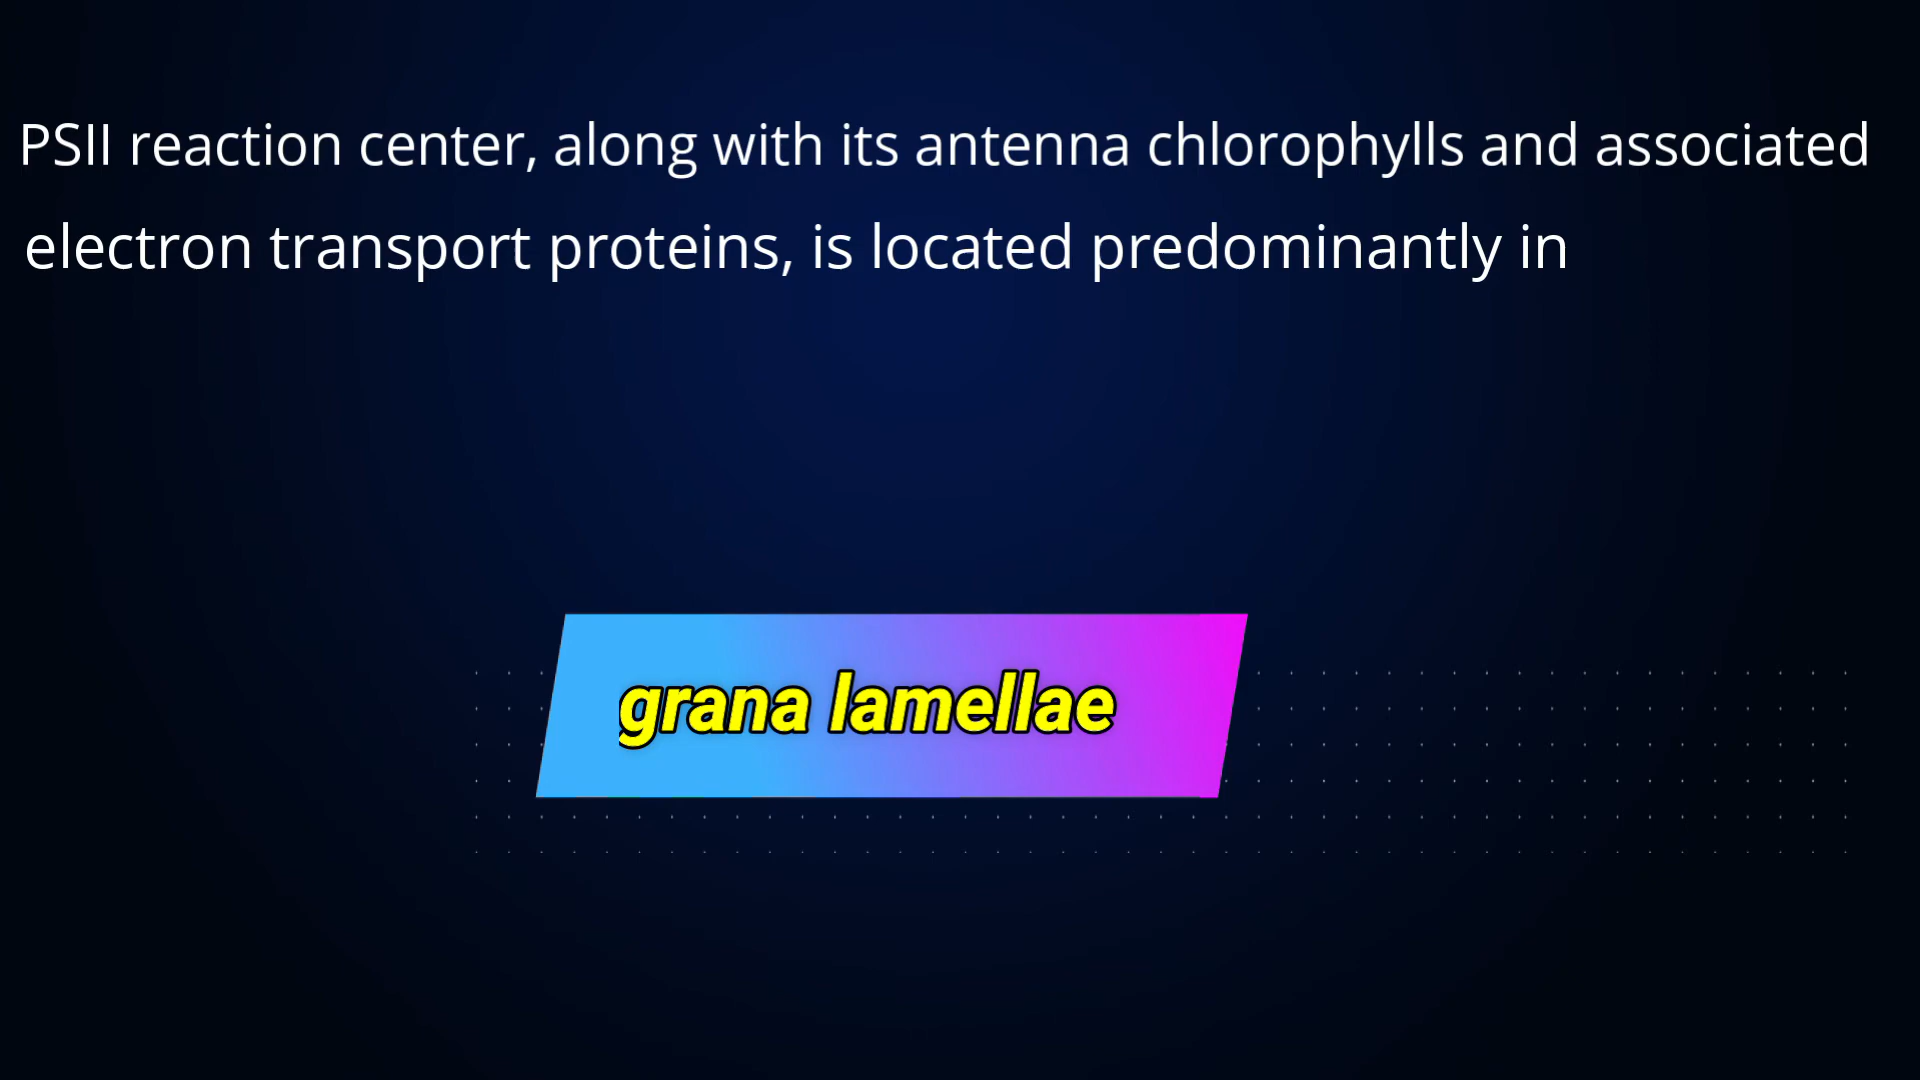 PSII reaction center, along with its antenna chlorophylls and associated
electron transport proteins, is located predominantly in
grana lamellae